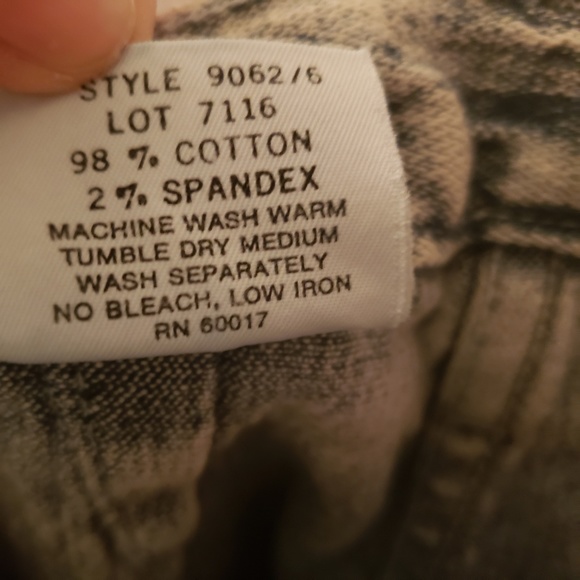 STYLE 9062/6
LOT 7116
98 % COTTON
2 % SPANDEX
MACHINE WASH WARM
TUMBLE DRY MEDIUM
WASH SEPARATELY
NO BLEACH, LOW IRON
RN 60017